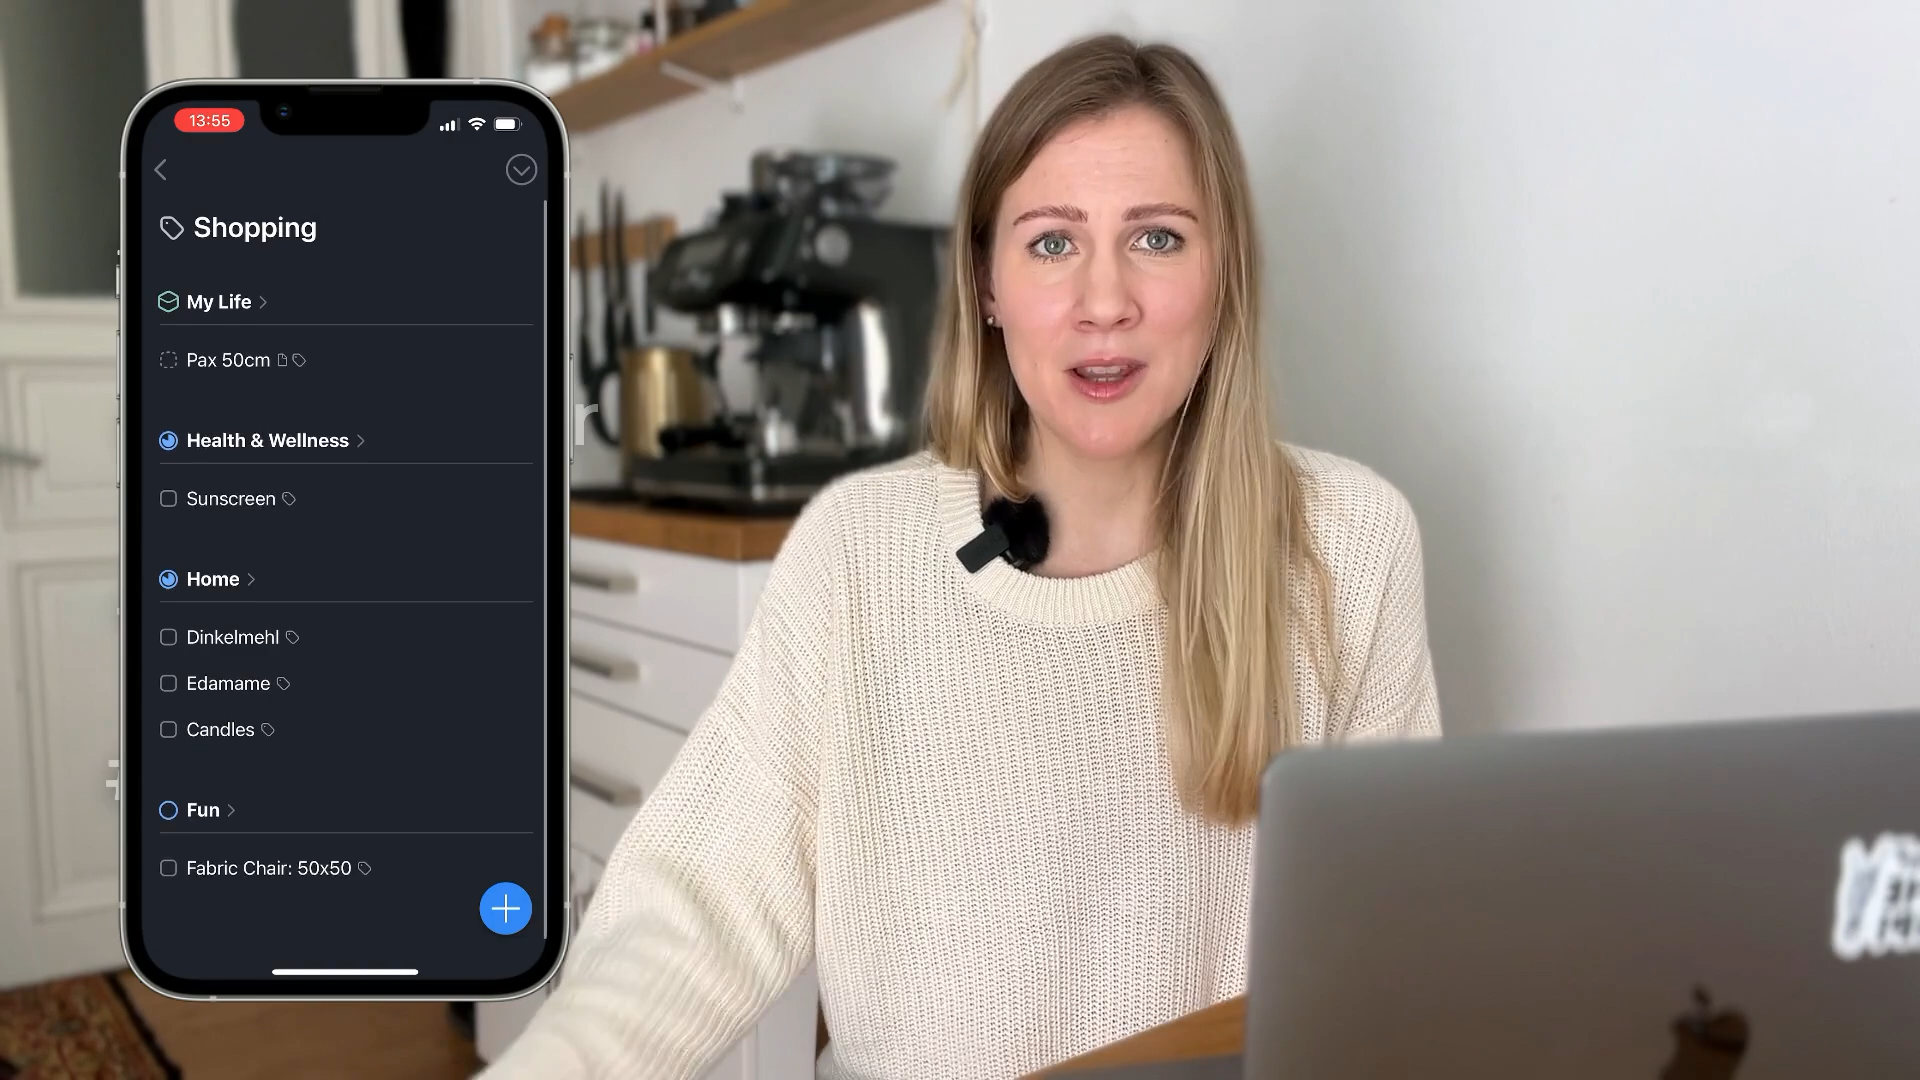 13:55
Shopping
My Life
Pax 50cm
Health & Wellness
Sunscreen
Home
Dinkelmehl
Edamame
Candles
Fun
Fabric Chair: 50x50
r
#